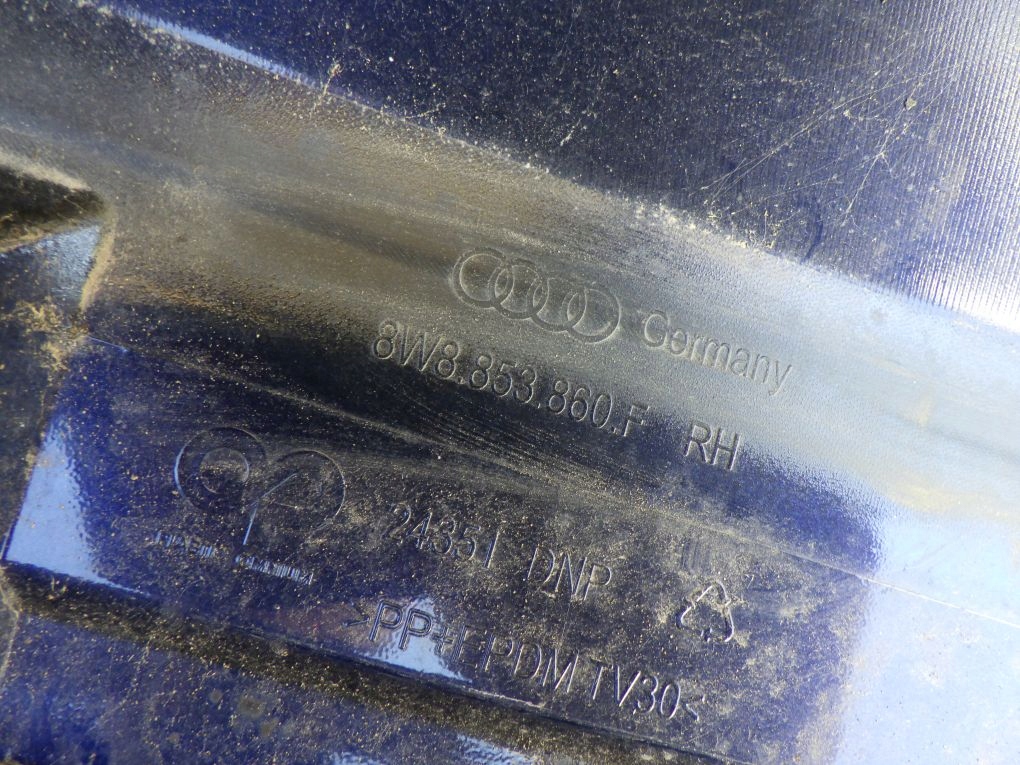 Germany
8W8.853.860.F RH
24351 DNP
>PP+EPDM TV30<